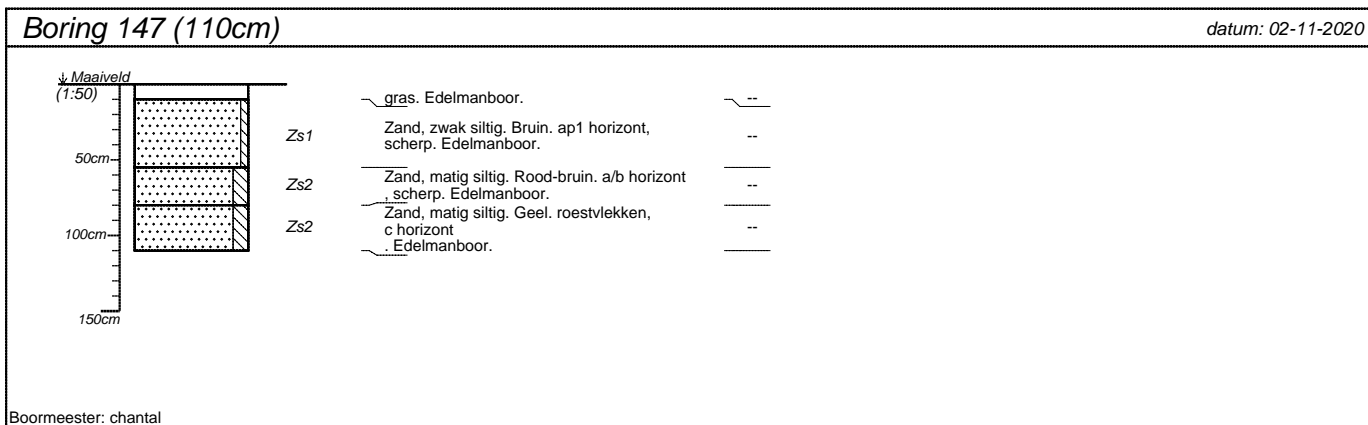 Boring 147 (110cm)
datum: 02-11-2020
Maaiveld
(1:50)
gras. Edelmanboor.
--
Zs1
Zand, zwak siltig. Bruin. ap1 horizont,
scherp. Edelmanboor.
--
50cm
Zs2
Zand, matig siltig. Rood-bruin. a/b horizont
, scherp. Edelmanboor.
--
Zs2
Zand, matig siltig. Geel. roestvlekken,
c horizont
. Edelmanboor.
--
100cm
150cm
Boormeester: chantal